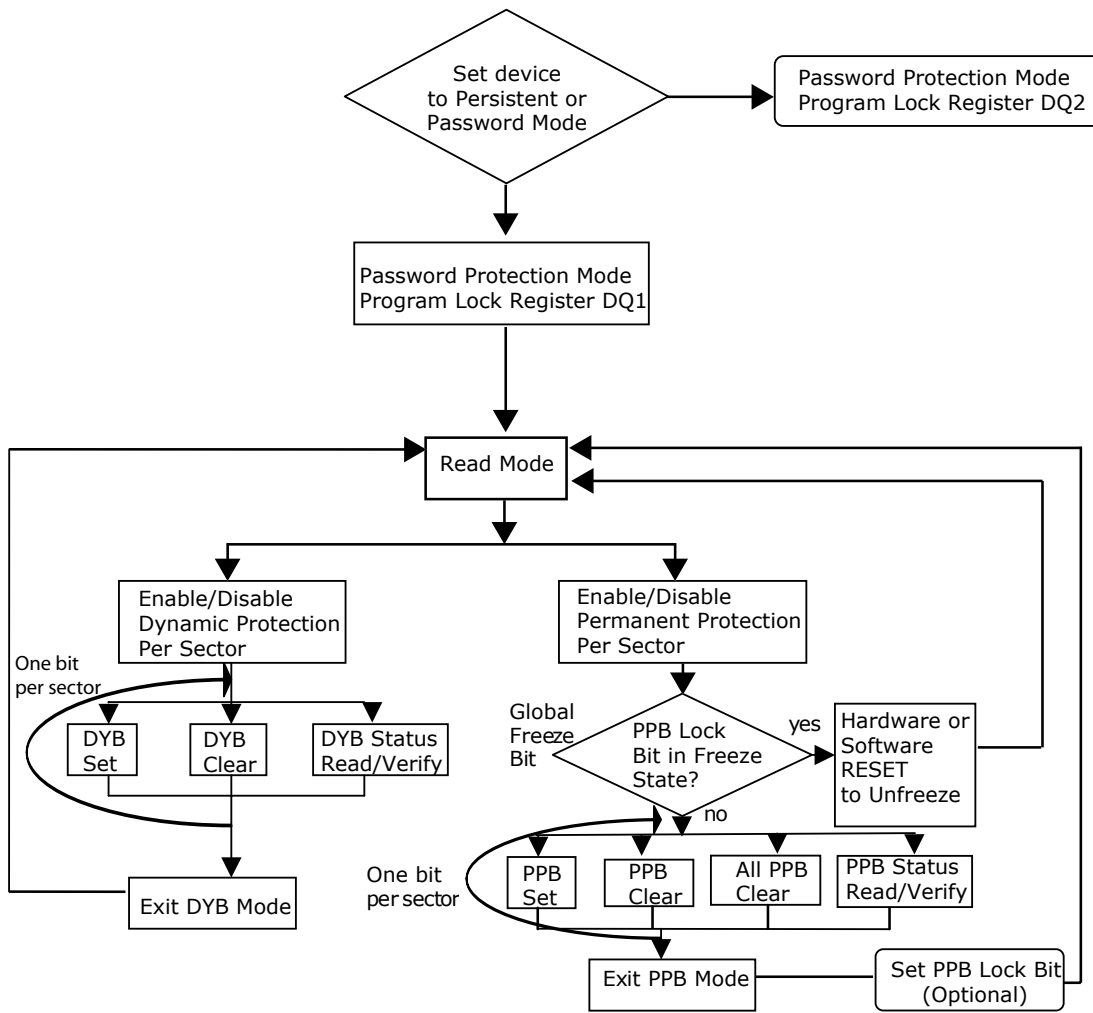 Set device
to Persistent or
Password Mode
Password Protection Mode
Program Lock Register DQ2
Password Protection Mode
Program Lock Register DQ1
Read Mode
Enable/Disable
Dynamic Protection
Per Sector
Enable/Disable
Permanent Protection
Per Sector
One bit
per sector
DYB
Set
DYB
Clear
DYB Status
Read/Verify
Global
Freeze
Bit
PPB Lock
Bit in Freeze
State?
yes
Hardware or
Software
RESET
to Unfreeze
no
One bit
per sector
PPB
Set
PPB
Clear
All PPB
Clear
PPB Status
Read/Verify
Exit DYB Mode
Exit PPB Mode
Set PPB Lock Bit
(Optional)